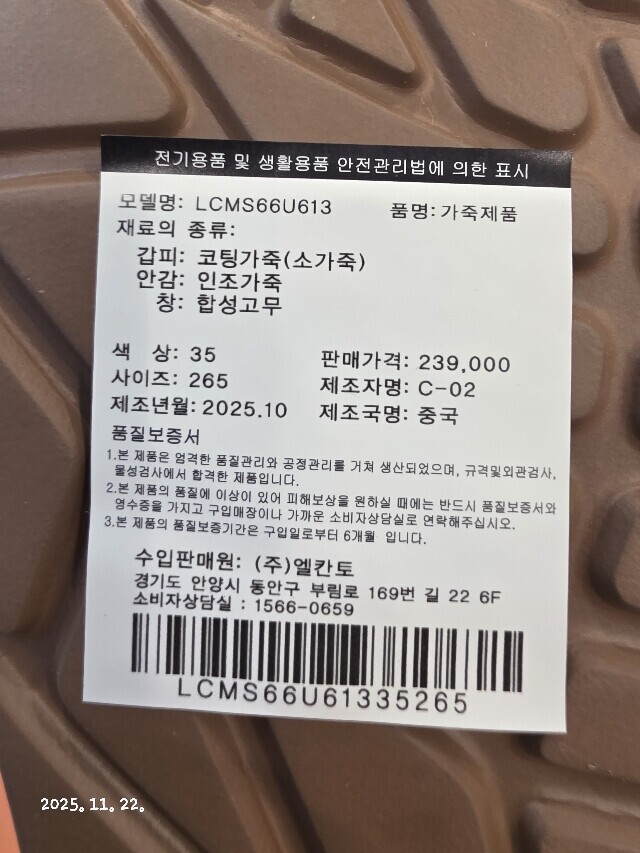 전기용품 및 생활용품 안전관리법에 의한 표시
모델명: LCMS66U613 품명: 가죽제품
재료의 종류:
갑피: 코팅가죽(소가죽)
안감: 인조가죽
창: 합성고무
색 상: 35 판매가격: 239,000
사이즈: 265 제조자명: C-02
제조년월: 2025.10 제조국명: 중국
품질보증서
1.본 제품은 엄격한 품질관리와 공정관리를 거쳐 생산되었으며, 규격및외관검사,
물성검사에서 합격한 제품입니다.
2.본 제품의 품질에 이상이 있어 피해보상을 원하실 때에는 반드시 품질보증서와
영수증을 가지고 구입매장이나 가까운 소비자상담실로 연락해주십시오.
3.본 제품의 품질보증기간은 구입일로부터 6개월 입니다.
수입판매원: (주)엘칸토
경기도 안양시 동안구 부림로 169번 길 22 6F
소비자상담실 : 1566-0659
LCMS66U61335265
2025. 11. 22.